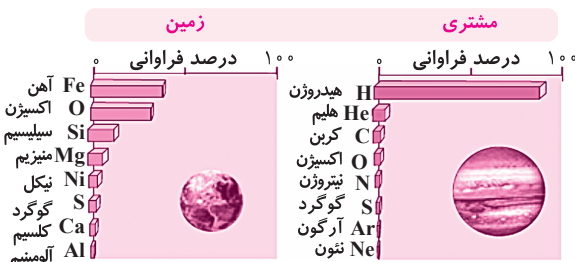 مشتری
درصد فراوانی
۰ ۱۰۰
هیدروژن H
هلیم He
کربن C
اکسیژن O
نیتروژن N
گوگرد S
آرگون Ar
نئون Ne
زمین
درصد فراوانی
۰ ۱۰۰
آهن Fe
اکسیژن O
سیلیسیم Si
منیزیم Mg
نیکل Ni
گوگرد S
کلسیم Ca
آلومینیم Al